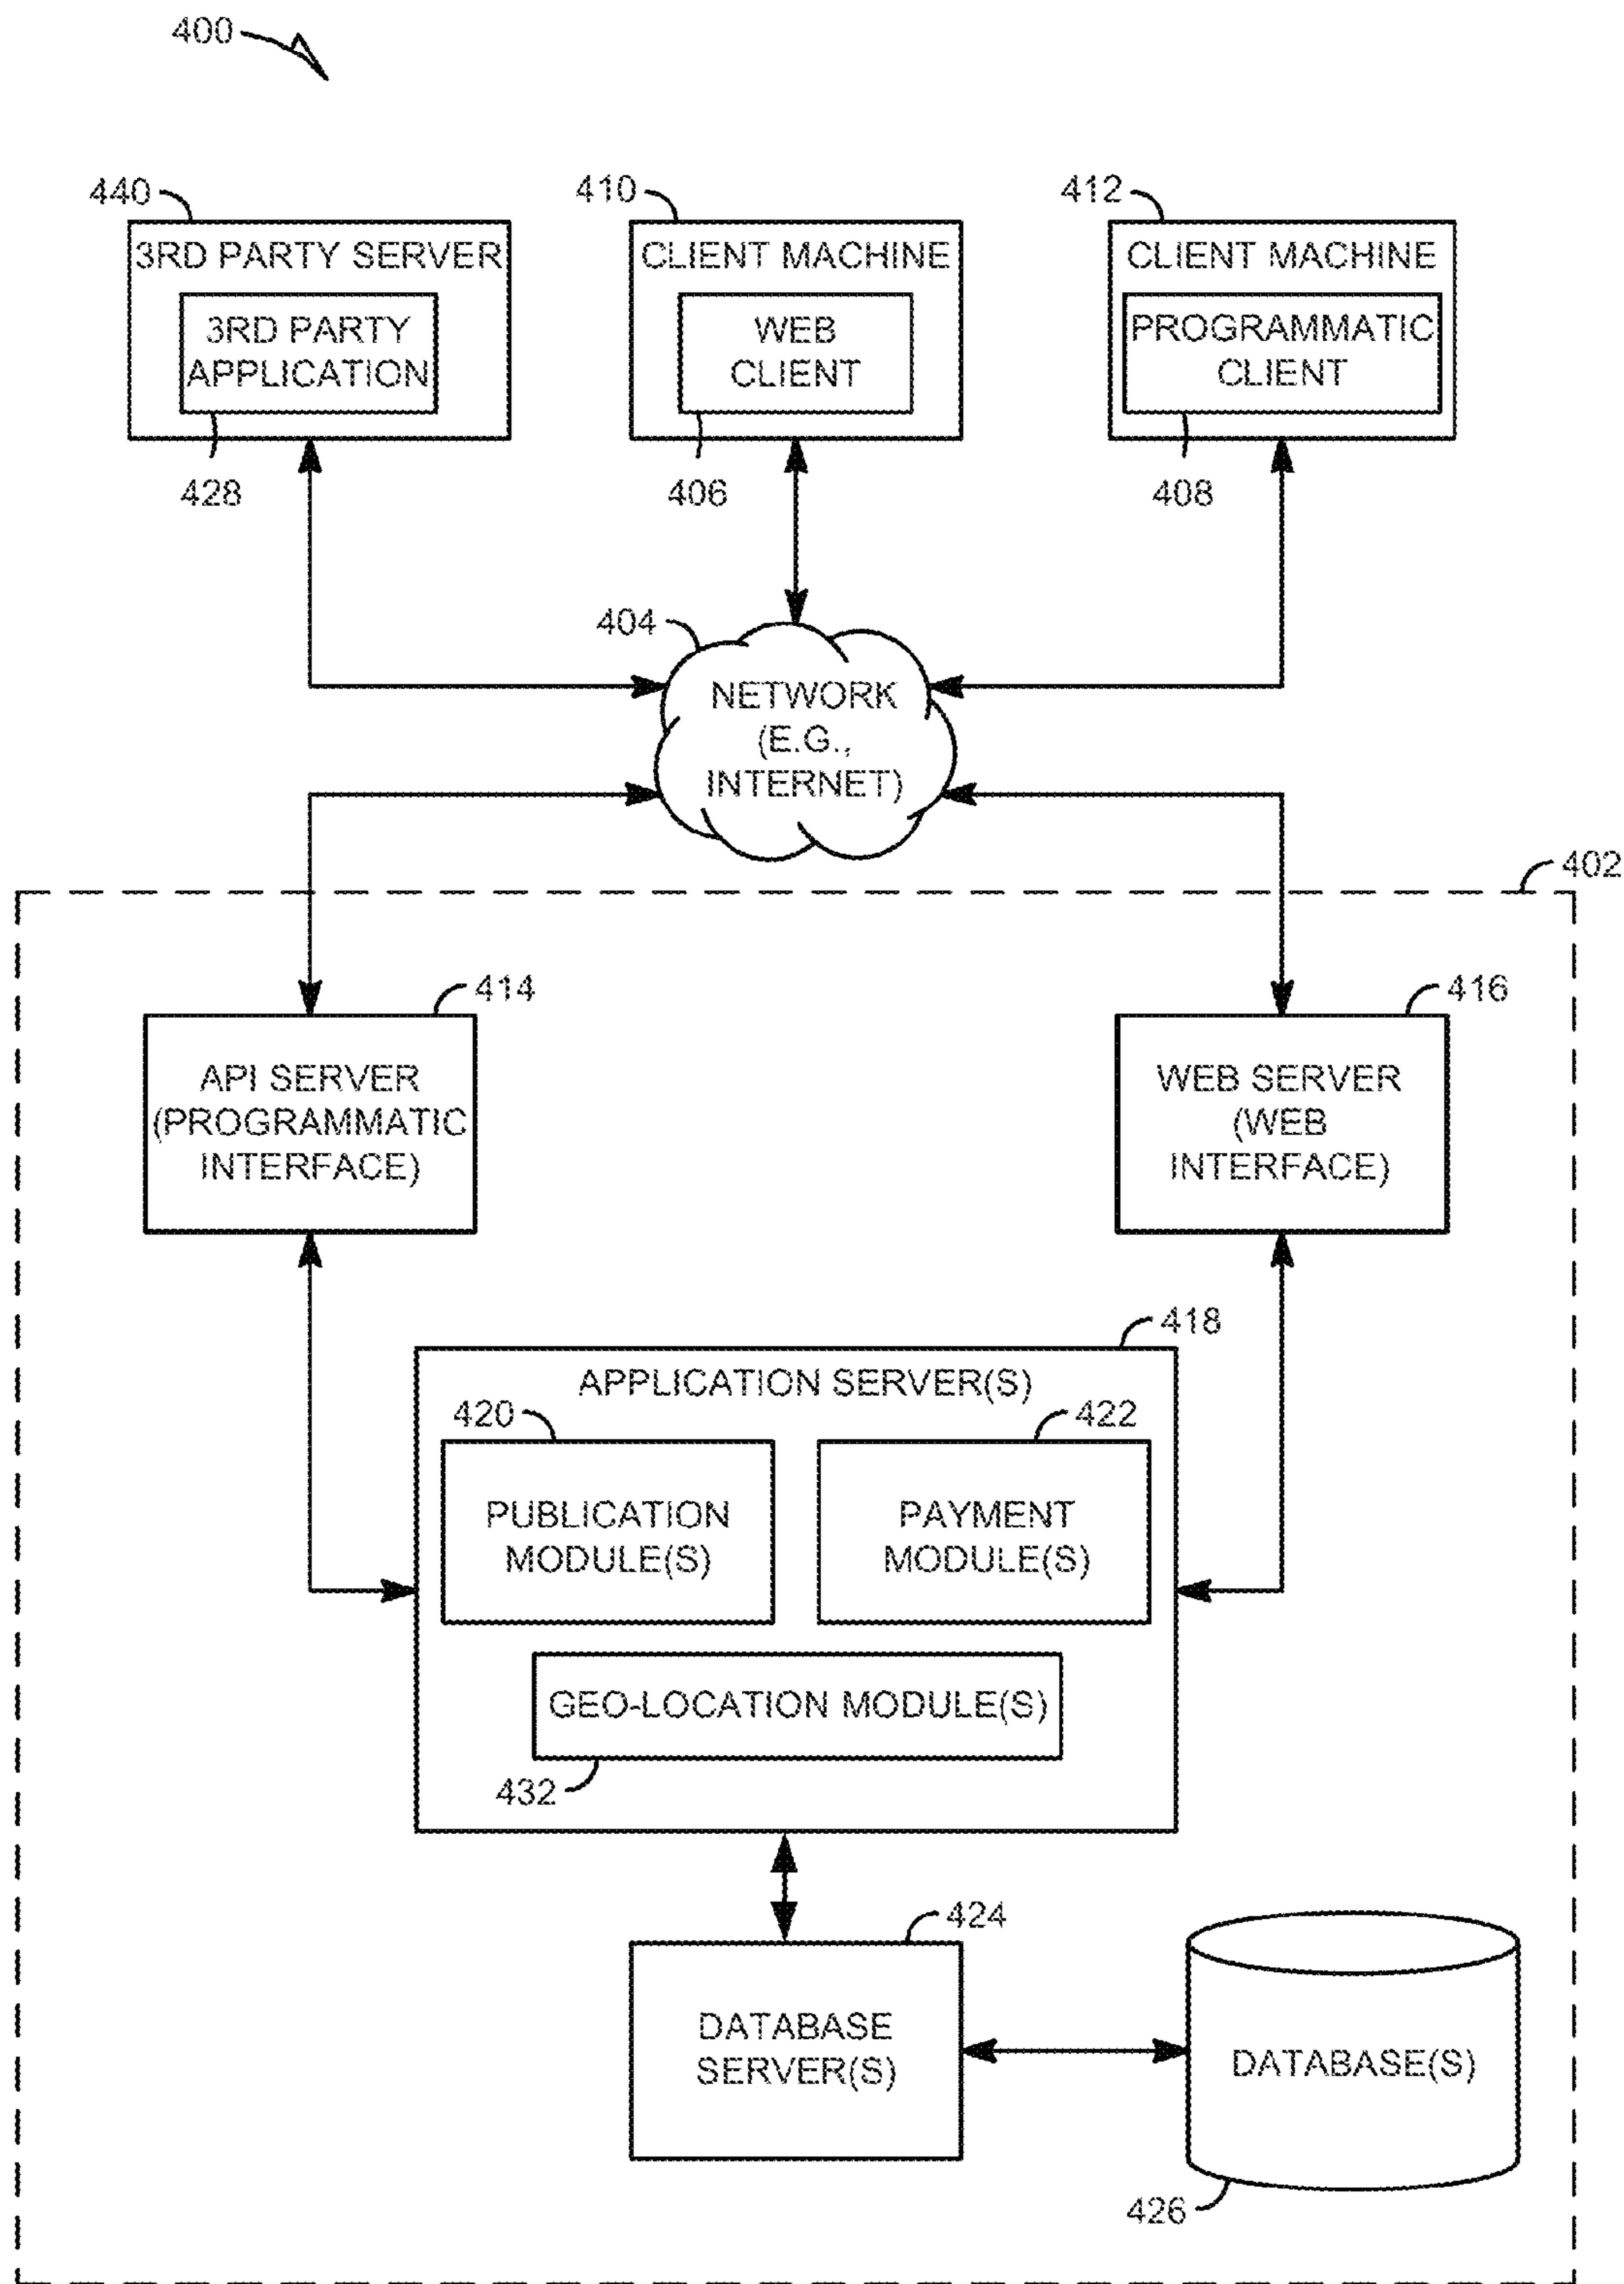 400
440
410
412
3RD PARTY SERVER
CLIENT MACHINE
CLIENT MACHINE
3RD PARTY
APPLICATION
WEB
CLIENT
PROGRAMMATIC
CLIENT
428
406
408
404
NETWORK
(E.G.,
INTERNET)
402
414
416
API SERVER
(PROGRAMMATIC
INTERFACE)
WEB SERVER
(WEB
INTERFACE)
418
APPLICATION SERVER(S)
420
422
PUBLICATION
MODULE(S)
PAYMENT
MODULE(S)
GEO-LOCATION MODULE(S)
432
424
DATABASE
SERVER(S)
DATABASE(S)
426